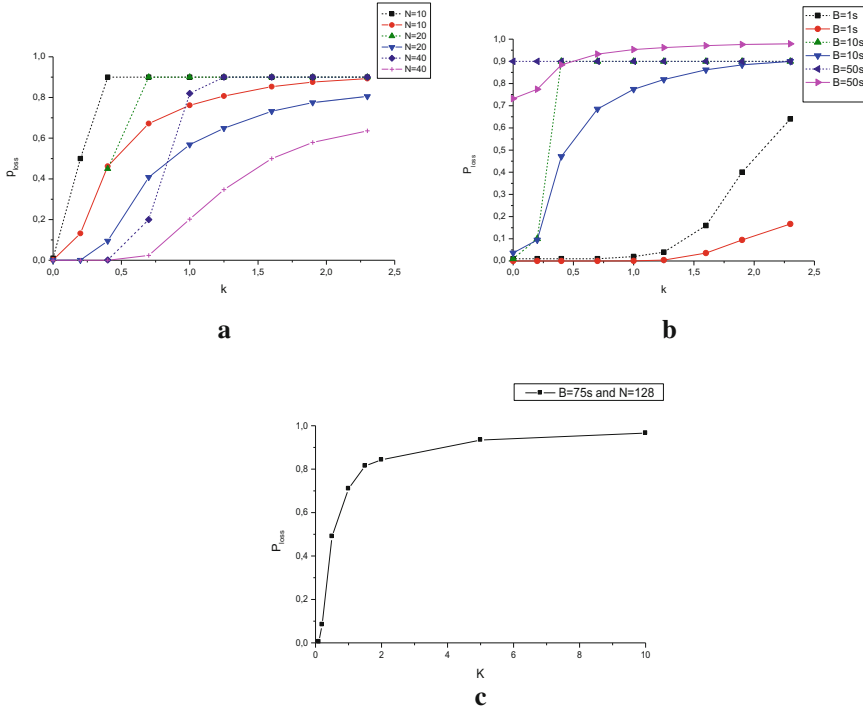 N=10
N=10
N=20
N=20
N=40
N=40
1,0
0,8
0,6
0,4
0,2
0,0
p_loss
0,0 0,5 1,0 1,5 2,0 2,5
k
a
B=1s
B=1s
B=10s
B=10s
B=50s
B=50s
1,0
0,9
0,8
0,7
0,6
0,5
0,4
0,3
0,2
0,1
0,0
P_loss
0,0 0,5 1,0 1,5 2,0 2,5
k
b
B=75s and N=128
1,0
0,8
0,6
0,4
0,2
0,0
P_loss
0 2 4 6 8 10
K
c